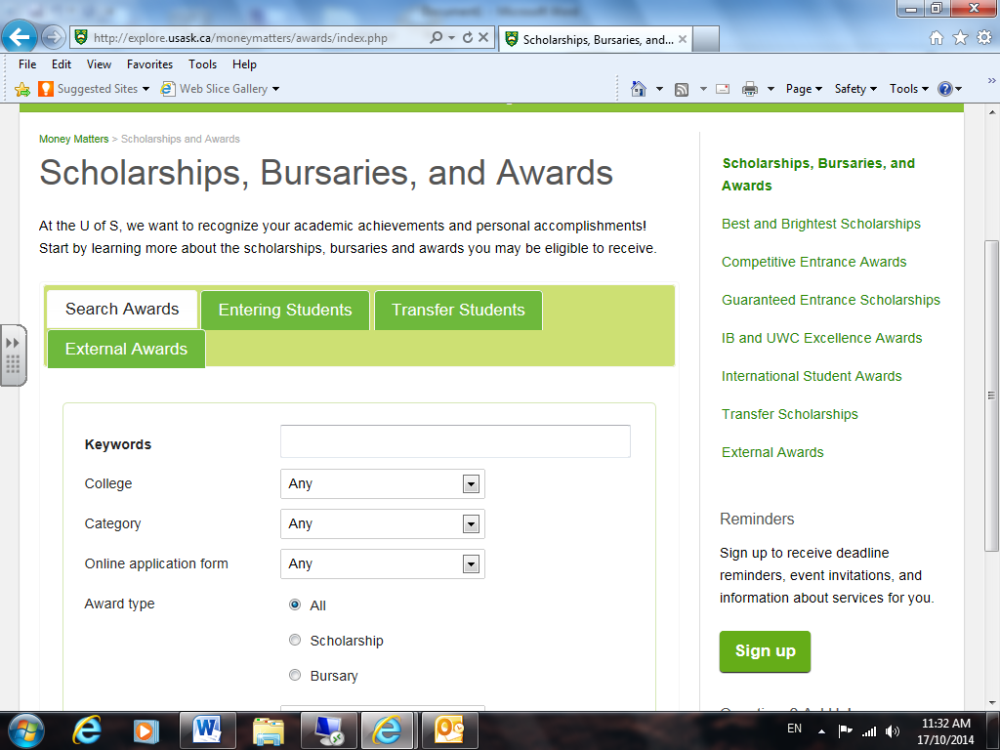 http://explore.usask.ca/moneymatters/awards/index.php
Scholarships, Bursaries, and...
File Edit View Favorites Tools Help
Suggested Sites Web Slice Gallery
Page Safety Tools
Money Matters > Scholarships and Awards
Scholarships, Bursaries, and Awards
At the U of S, we want to recognize your academic achievements and personal accomplishments!
Start by learning more about the scholarships, bursaries and awards you may be eligible to receive.
Search Awards Entering Students Transfer Students
External Awards
Keywords
College Any
Category Any
Online application form Any
Award type All
Scholarship
Bursary
Scholarships, Bursaries, and
Awards
Best and Brightest Scholarships
Competitive Entrance Awards
Guaranteed Entrance Scholarships
IB and UWC Excellence Awards
International Student Awards
Transfer Scholarships
External Awards
Reminders
Sign up to receive deadline
reminders, event invitations, and
information about services for you.
Sign up
EN
11:32 AM
17/10/2014